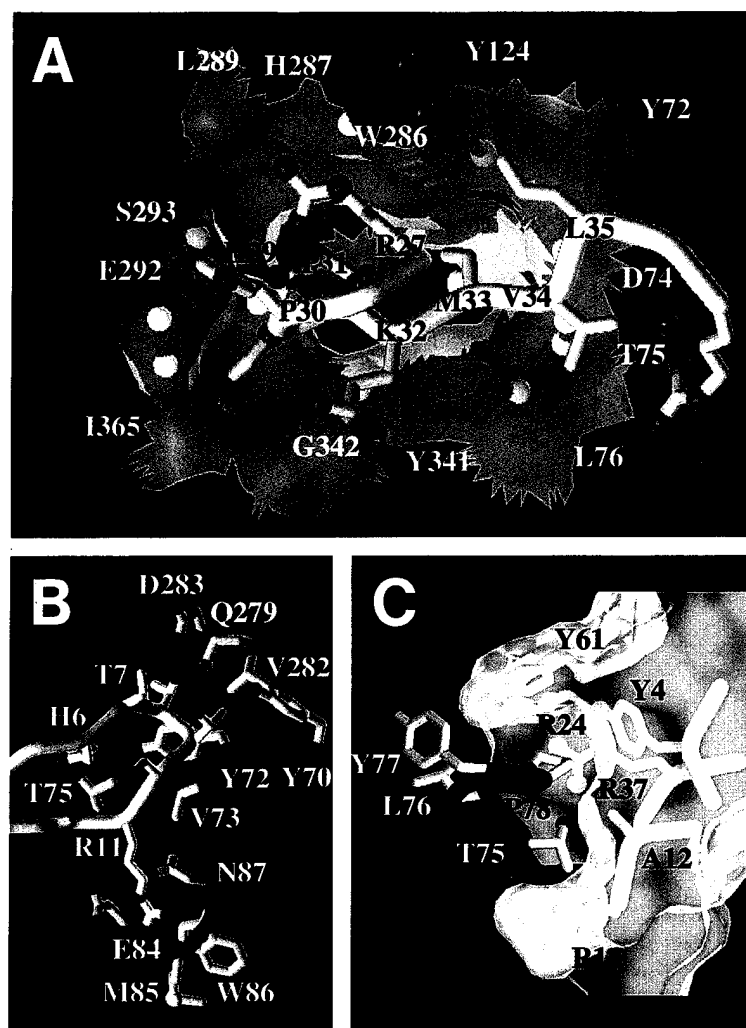 A
L289
H287
Y124
Y72
W286
S293
R27
L35
E292
P30
M33
V34
D74
K32
T75
I365
G342
Y341
L76
B
D283
Q279
T7
V282
H6
T75
Y72
Y70
V73
R11
N87
E84
M85
W86
C
Y61
Y4
R24
Y77
R37
L76
T75
A12